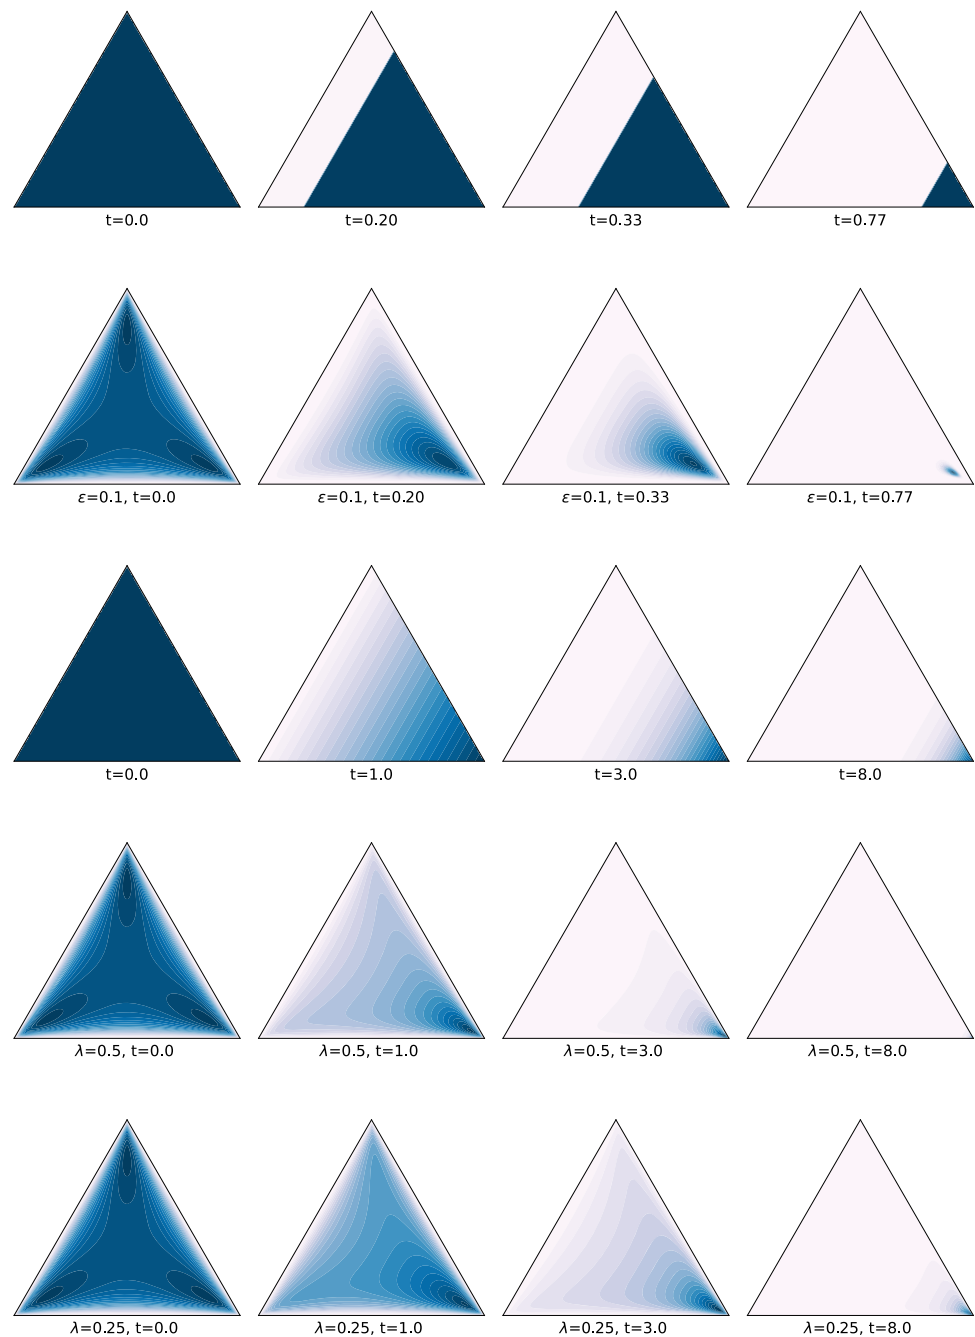 t=0.0
t=0.20
t=0.33
t=0.77
ε=0.1, t=0.0
ε=0.1, t=0.20
ε=0.1, t=0.33
ε=0.1, t=0.77
t=0.0
t=1.0
t=3.0
t=8.0
λ=0.5, t=0.0
λ=0.5, t=1.0
λ=0.5, t=3.0
λ=0.5, t=8.0
λ=0.25, t=0.0
λ=0.25, t=1.0
λ=0.25, t=3.0
λ=0.25, t=8.0